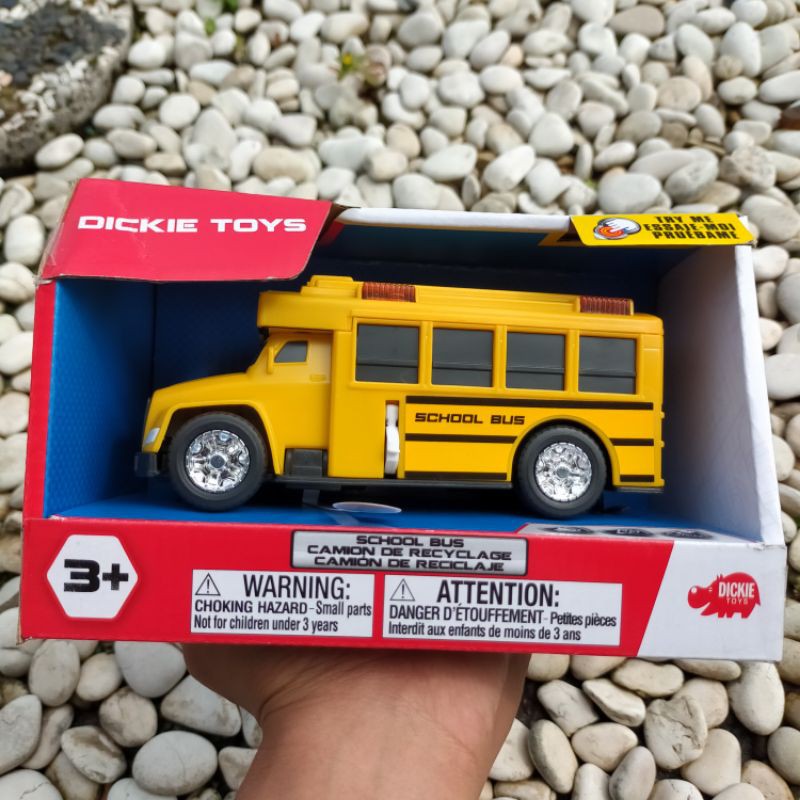 DICKIE TOYS
TRY ME
ESSAIE-MOI
PRUÉBAME
SCHOOL BUS
SCHOOL BUS
CAMION DE RECYCLAGE
CAMIÓN DE RECICLAJE
3+
WARNING:
CHOKING HAZARD-Small parts
Not for children under 3 years
ATTENTION:
DANGER D'ÉTOUFFEMENT-Petites pièces
Interdit aux enfants de moins de 3 ans
DICKIE
TOYS